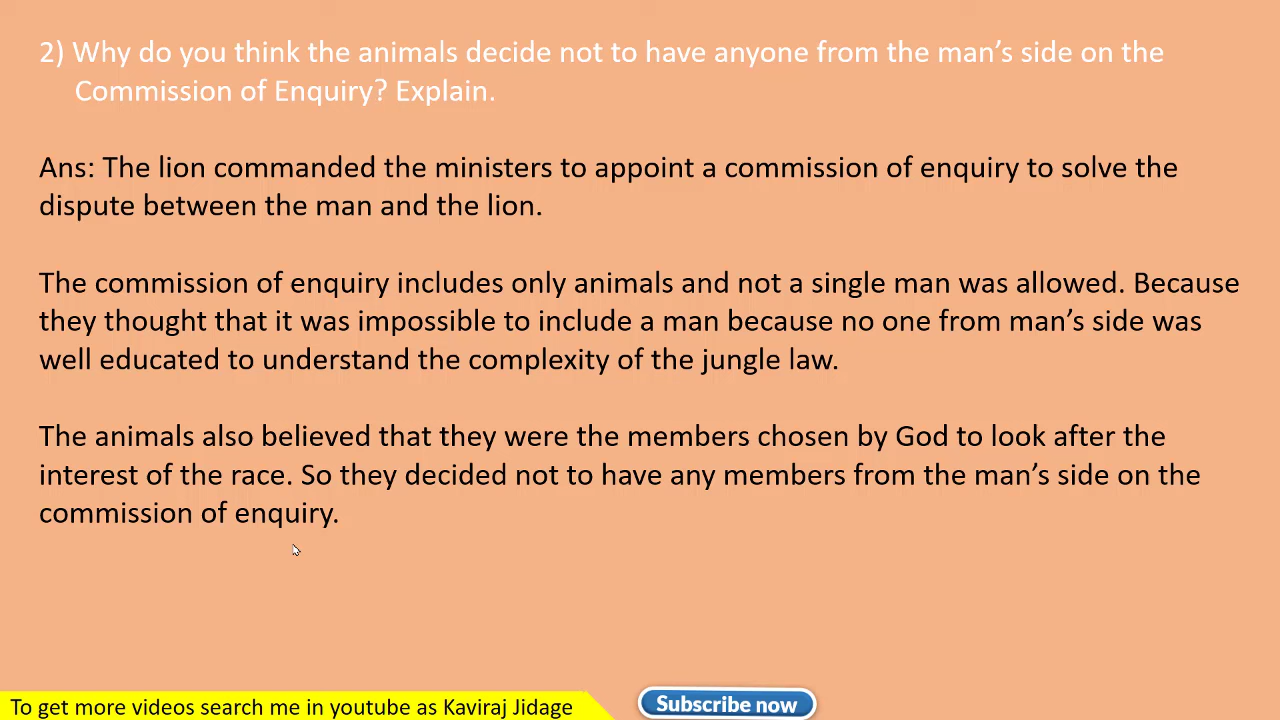 2) Why do you think the animals decide not to have anyone from the man’s side on the
Commission of Enquiry? Explain.
Ans: The lion commanded the ministers to appoint a commission of enquiry to solve the
dispute between the man and the lion.
The commission of enquiry includes only animals and not a single man was allowed. Because
they thought that it was impossible to include a man because no one from man’s side was
well educated to understand the complexity of the jungle law.
The animals also believed that they were the members chosen by God to look after the
interest of the race. So they decided not to have any members from the man’s side on the
commission of enquiry.
To get more videos search me in youtube as Kaviraj Jidage
Subscribe now